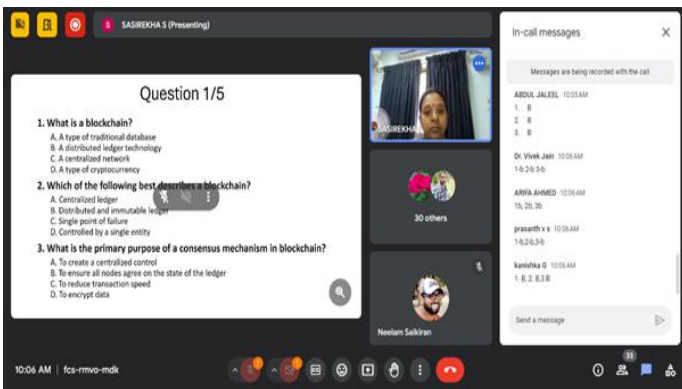 S SASIREKHA S (Presenting)
Question 1/5
1. What is a blockchain?
A. A type of traditional database
B. A distributed ledger technology
C. A centralized network
D. A type of cryptocurrency
2. Which of the following best describes a blockchain?
A. Centralized ledger
B. Distributed and immutable ledger
C. Single point of failure
D. Controlled by a single entity
3. What is the primary purpose of a consensus mechanism in blockchain?
A. To create a centralized control
B. To ensure all nodes agree on the state of the ledger
C. To reduce transaction speed
D. To encrypt data
SASIREKHA
30 others
Neelam Saikiran
In-call messages
Messages are being recorded with the call
ABDUL JALEEL 10:05 AM
1. B
2. B
3. B
Dr. Vivek Jain 10:06 AM
1-b 2-b 3-b
ARIFA AHMED 10:06 AM
1b, 2b, 3b
prasanth v s 10:06 AM
1-b,2-b,3-b
kanishka G 10:06 AM
1. B, 2. B,3.B
Send a message
10:06 AM | fcs-rmvo-mdk
33